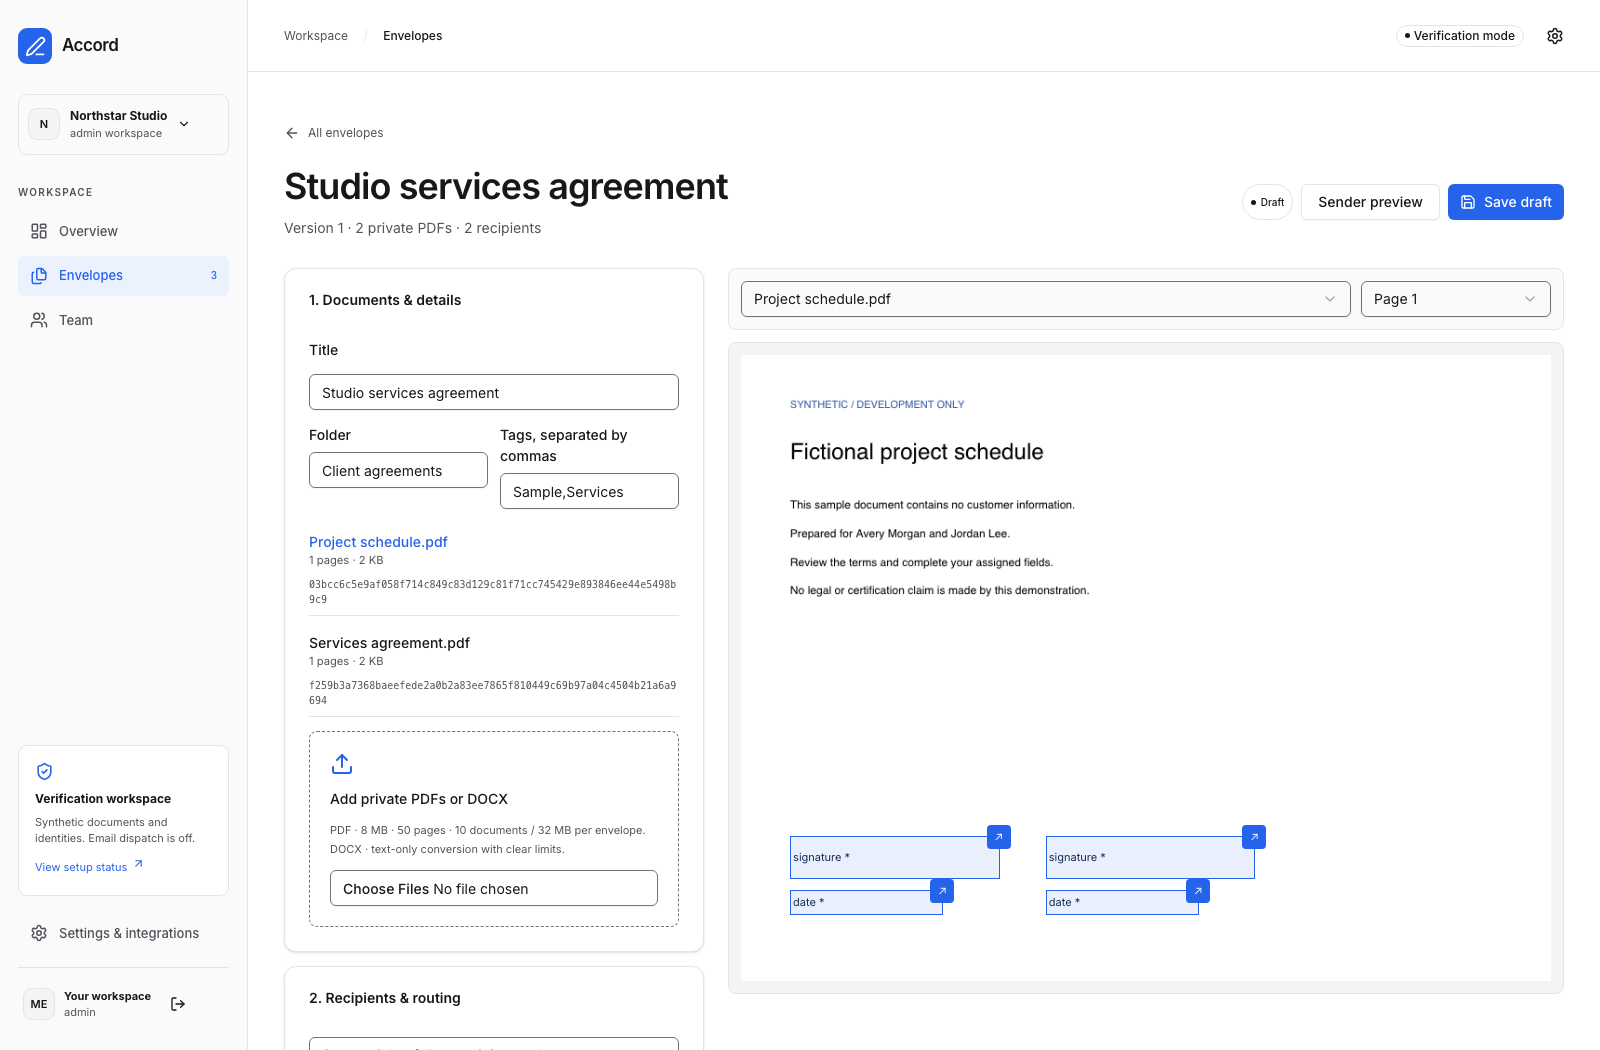 Accord
N
Northstar Studio
admin workspace
WORKSPACE
Overview
Envelopes 3
Team
Verification workspace
Synthetic documents and
identities. Email dispatch is off.
View setup status
Settings & integrations
ME
Your workspace
admin
Workspace / Envelopes
Verification mode
All envelopes
Studio services agreement
Version 1 · 2 private PDFs · 2 recipients
Draft
Sender preview
Save draft
1. Documents & details
Title
Studio services agreement
Folder
Client agreements
Tags, separated by
commas
Sample,Services
Project schedule.pdf
1 pages · 2 KB
03bcc6c5e9af058f714c849c83d129c81f71cc745429e893846ee44e5498b
9c9
Services agreement.pdf
1 pages · 2 KB
f259b3a7368baeefede2a0b2a83ee7865f810449c69b97a04c4504b21a6a9
694
Add private PDFs or DOCX
PDF · 8 MB · 50 pages · 10 documents / 32 MB per envelope.
DOCX · text-only conversion with clear limits.
Choose Files No file chosen
2. Recipients & routing
Project schedule.pdf
Page 1
SYNTHETIC / DEVELOPMENT ONLY
Fictional project schedule
This sample document contains no customer information.
Prepared for Avery Morgan and Jordan Lee.
Review the terms and complete your assigned fields.
No legal or certification claim is made by this demonstration.
signature *
signature *
date *
date *